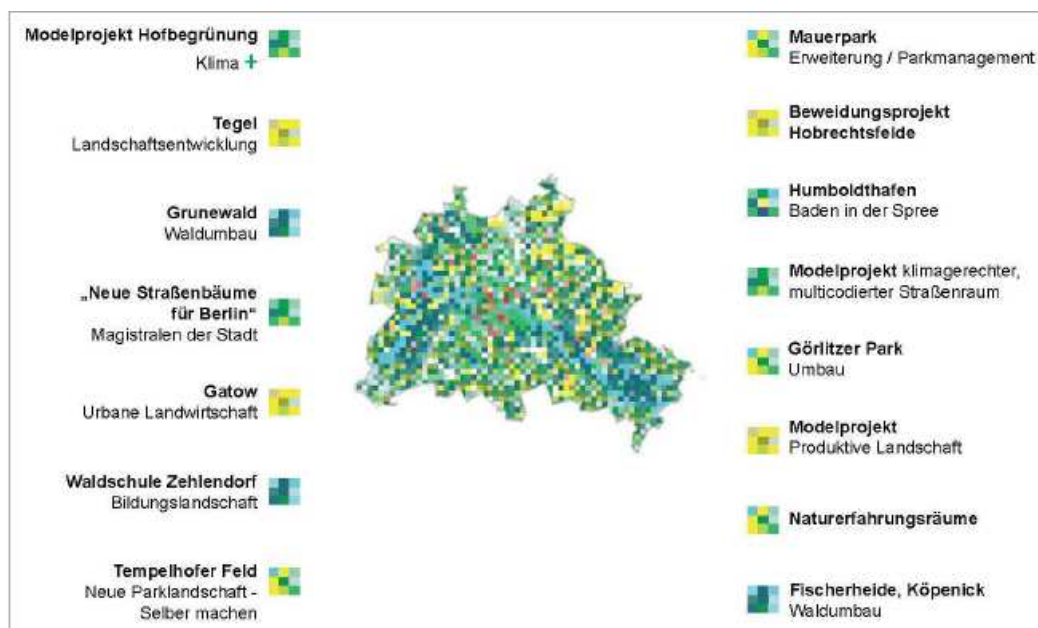 Modelprojekt Hofbegrünung
Klima +
Tegel
Landschaftsentwicklung
Grunewald
Waldumbau
„Neue Straßenbäume
für Berlin“
Magistralen der Stadt
Gatow
Urbane Landwirtschaft
Waldschule Zehlendorf
Bildungslandschaft
Tempelhofer Feld
Neue Parklandschaft -
Selber machen
Mauerpark
Erweiterung / Parkmanagement
Beweidungsprojekt
Hobrechtsfelde
Humboldthafen
Baden in der Spree
Modelprojekt klimagerechter,
multicodierter Straßenraum
Görlitzer Park
Umbau
Modelprojekt
Produktive Landschaft
Naturerfahrungsräume
Fischerheide, Köpenick
Waldumbau